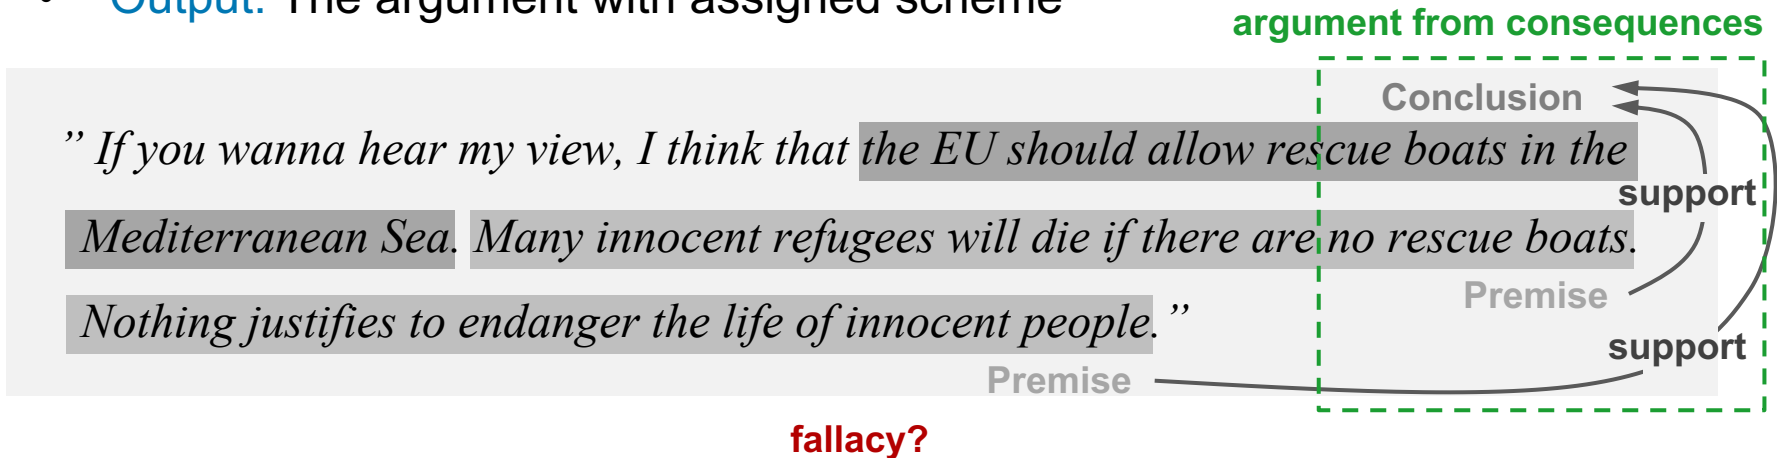 • Output: The argument with assigned scheme
argument from consequences
Conclusion
” If you wanna hear my view, I think that the EU should allow rescue boats in the
support
Mediterranean Sea. Many innocent refugees will die if there are no rescue boats.
Premise
Nothing justifies to endanger the life of innocent people.”
support
Premise
fallacy?